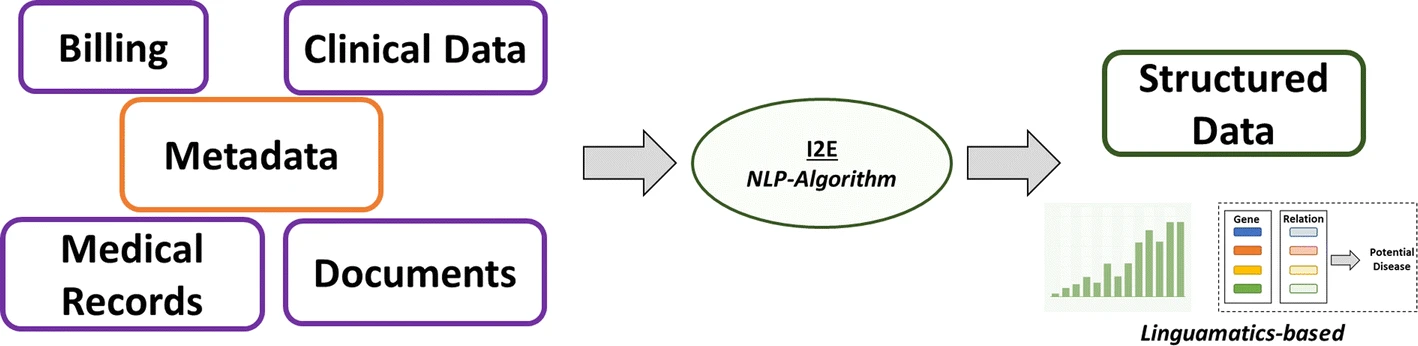 Billing
Clinical Data
Metadata
Medical
Records
Documents
I2E
NLP-Algorithm
Structured
Data
Gene
Relation
Potential
Disease
Linguamatics-based